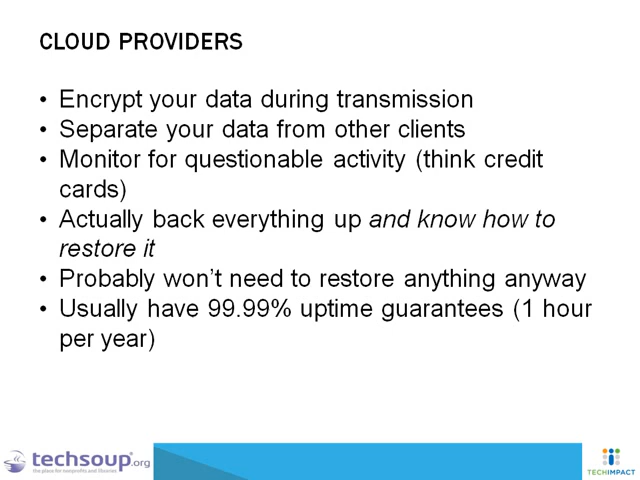 CLOUD PROVIDERS
• Encrypt your data during transmission
• Separate your data from other clients
• Monitor for questionable activity (think credit
cards)
• Actually back everything up and know how to
restore it
• Probably won’t need to restore anything anyway
• Usually have 99.99% uptime guarantees (1 hour
per year)
techsoup.org
the place for nonprofits and libraries
TECHIMPACT